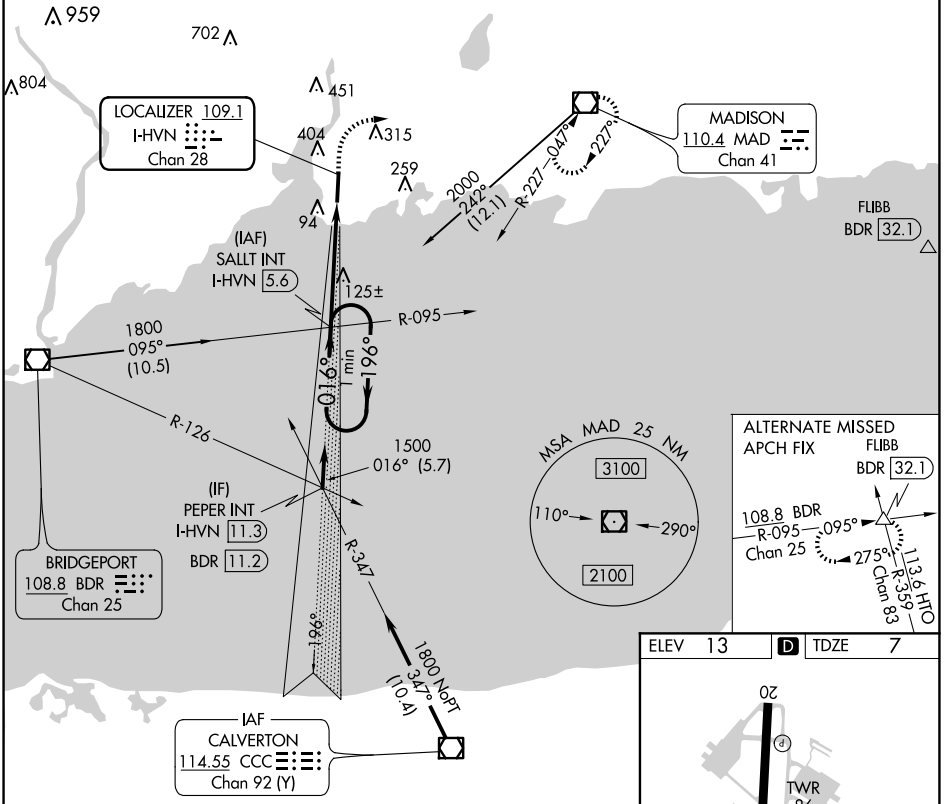 959
702
804
451
LOCALIZER 109.1
I-HVN
Chan 28
404
315
MADISON
110.4 MAD
Chan 41
259
94
2000
242°
(12.1)
R-227
047°
227°
FLIBB
BDR 32.1
(IAF)
SALLT INT
I-HVN 5.6
125±
R-095
1800
095°
(10.5)
016°
1 min
196°
R-126
1500
016° (5.7)
(IF)
PEPER INT
I-HVN 11.3
BDR 11.2
BRIDGEPORT
108.8 BDR
Chan 25
R-347
196°
1800 NoPT
347°
(10.4)
IAF
CALVERTON
114.55 CCC
Chan 92 (Y)
MSA MAD 25 NM
3100
110°
290°
2100
ALTERNATE MISSED
APCH FIX
FLIBB
BDR 32.1
108.8 BDR
R-095
095°
Chan 25
275°
113.6 HTO
R-359
Chan 83
ELEV 13
D
TDZE 7
20
P
TWR